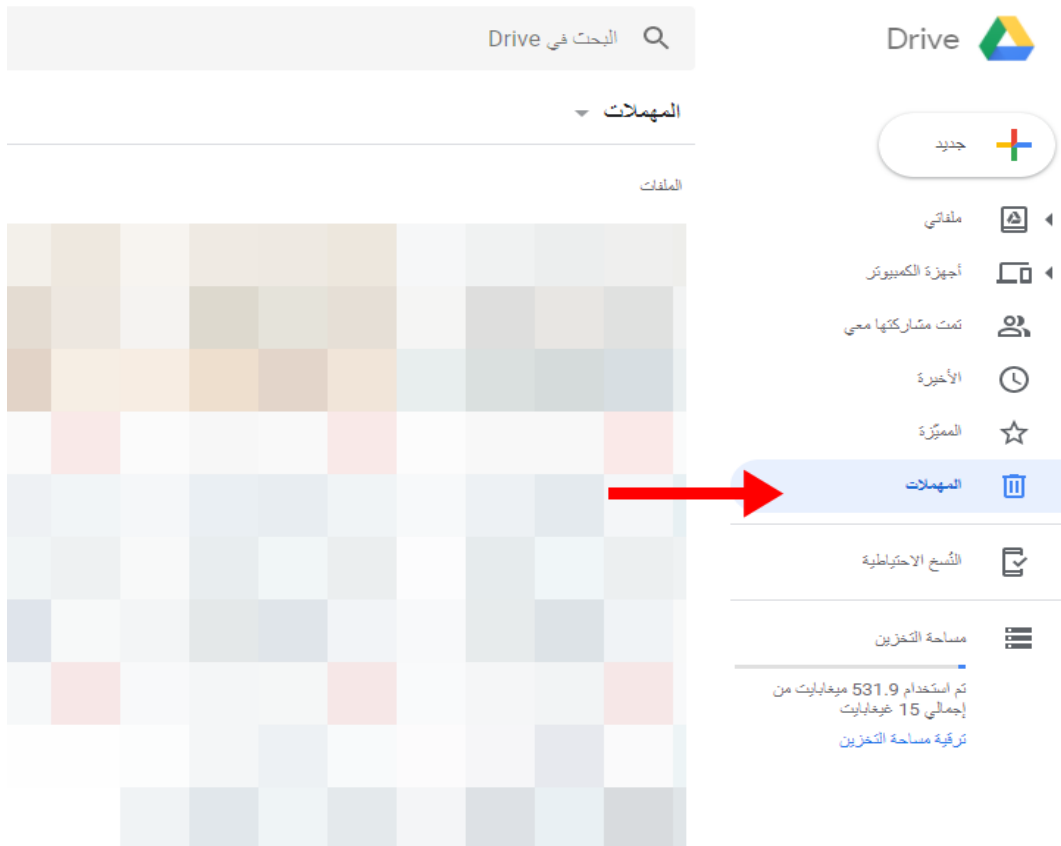 Drive
البحث في Drive
المهملات
جديد
الملفات
ملفاتي
أجهزة الكمبيوتر
تمت مشاركتها معي
الأخيرة
المميّزة
المهملات
النُسخ الاحتياطية
مساحة التخزين
تم استخدام 531.9 ميغابايت من
إجمالي 15 غيغابايت
ترقية مساحة التخزين